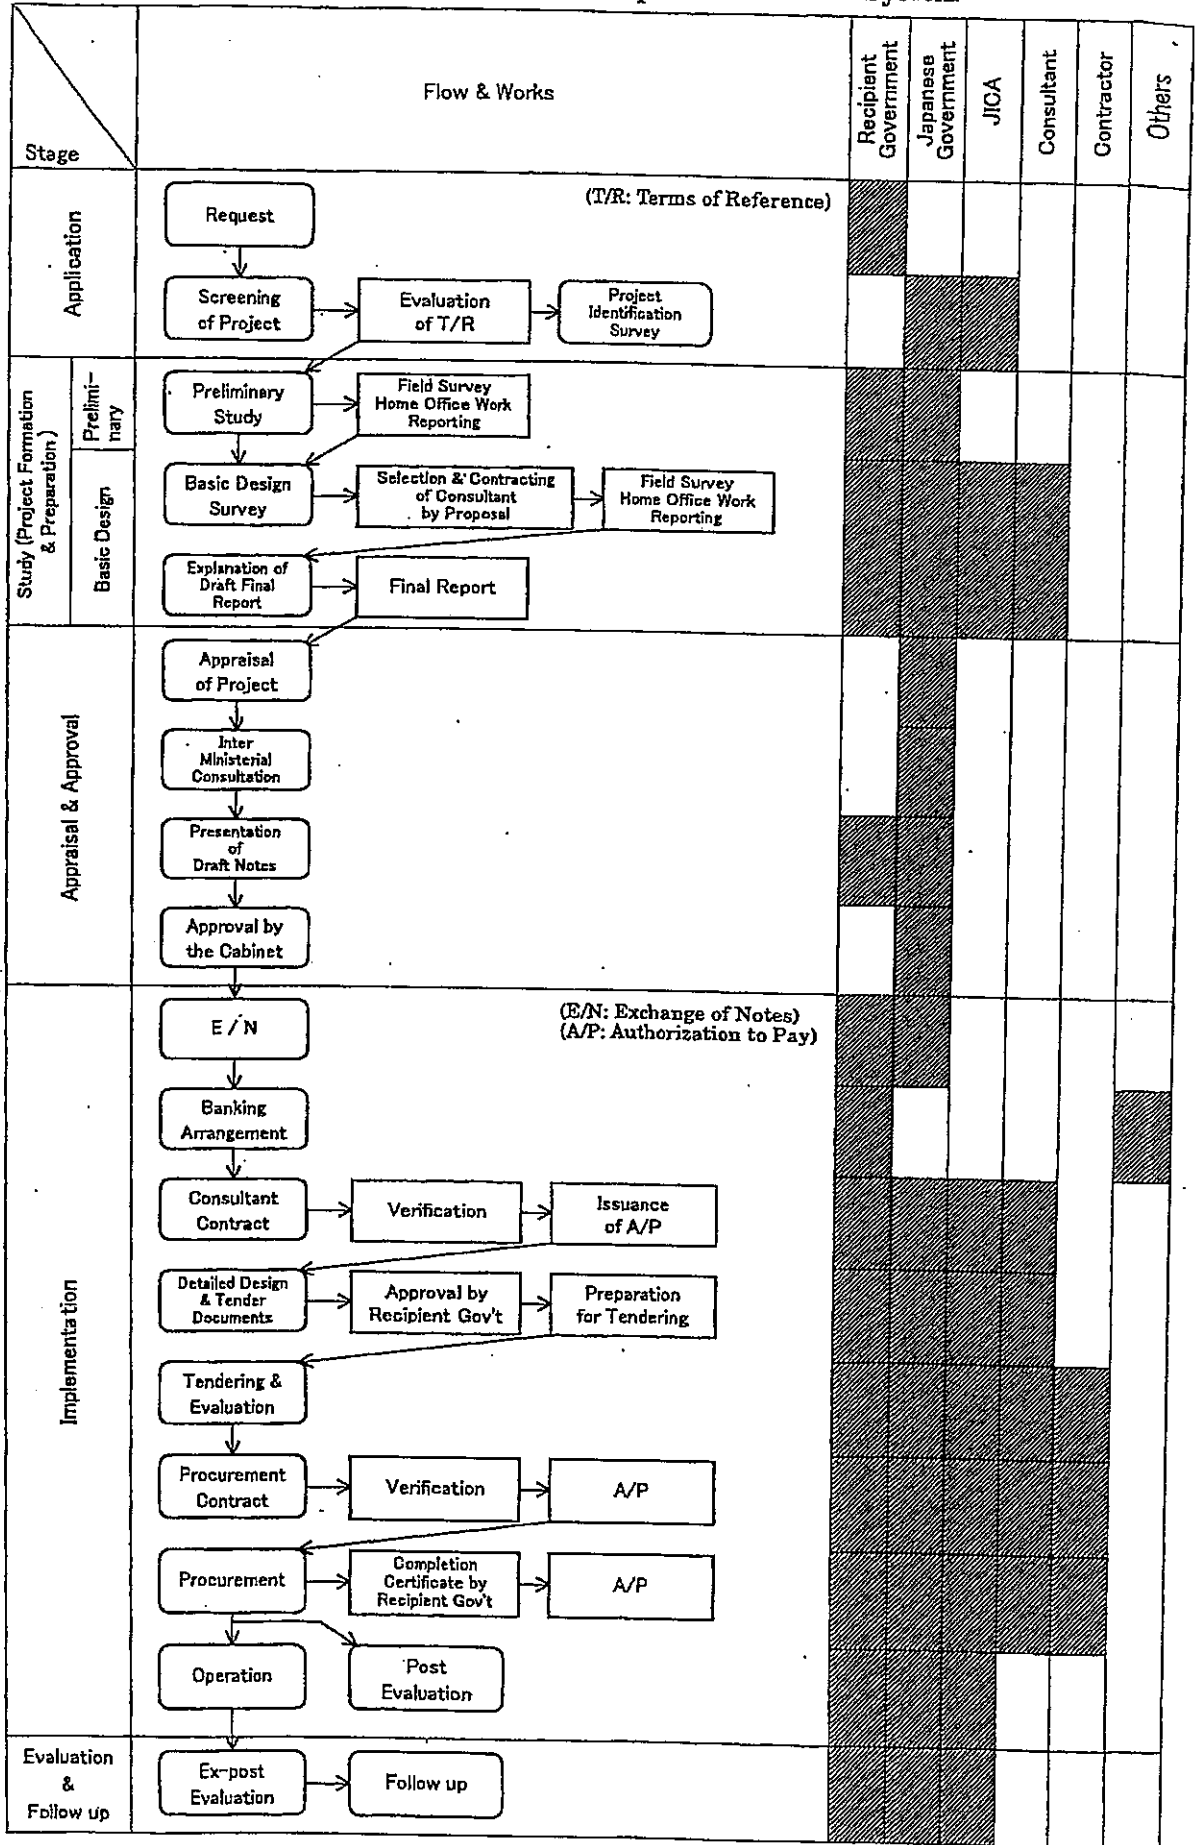 Stage
Flow & Works
Recipient
Government
Japanese
Government
JICA
Consultant
Contractor
Others
Application
(T/R: Terms of Reference)
Request
Screening
of Project
Evaluation
of T/R
Project
Identification
Survey
Study (Project Formation
& Preparation)
Prelimi-
nary
Preliminary
Study
Field Survey
Home Office Work
Reporting
Basic Design
Basic Design
Survey
Selection & Contracting
of Consultant
by Proposal
Field Survey
Home Office Work
Reporting
Explanation of
Draft Final
Report
Final Report
Appraisal & Approval
Appraisal
of Project
Inter
Ministerial
Consultation
Presentation
of
Draft Notes
Approval by
the Cabinet
Implementation
(E/N: Exchange of Notes)
(A/P: Authorization to Pay)
E / N
Banking
Arrangement
Consultant
Contract
Verification
Issuance
of A/P
Detailed Design
& Tender
Documents
Approval by
Recipient Gov't
Preparation
for Tendering
Tendering &
Evaluation
Procurement
Contract
Verification
A/P
Procurement
Completion
Certificate by
Recipient Gov't
A/P
Operation
Post
Evaluation
Evaluation
&
Follow up
Ex-post
Evaluation
Follow up